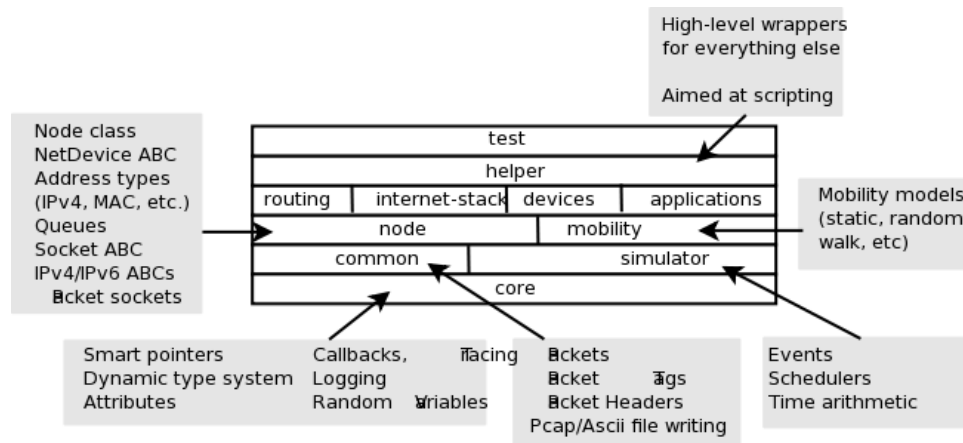 High-level wrappers
for everything else
Aimed at scripting
Node class
NetDevice ABC
Address types
(IPv4, MAC, etc.)
Queues
Socket ABC
IPv4/IPv6 ABCs
Packet sockets
test
helper
routing internet-stack devices applications
node mobility
common simulator
core
Mobility models
(static, random
walk, etc)
Smart pointers
Dynamic type system
Attributes
Callbacks, Tracing
Logging
Random Variables
Packets
Packet Tags
Packet Headers
Pcap/Ascii file writing
Events
Schedulers
Time arithmetic